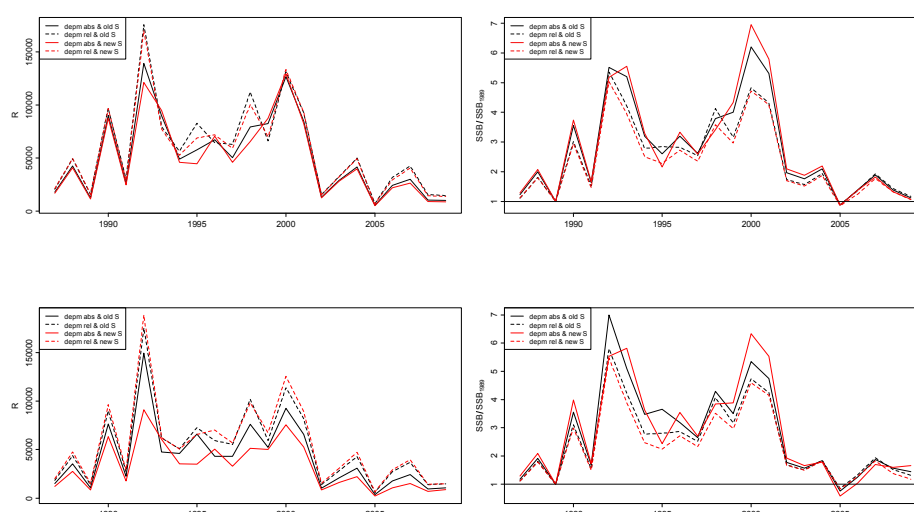 depm abs & old S
depm rel & old S
depm abs & new S
depm rel & new S
R
0
50000
100000
150000
1990
1995
2000
2005
depm abs & old S
depm rel & old S
depm abs & new S
depm rel & new S
SSB/SSB1989
1
2
3
4
5
6
7
1990
1995
2000
2005
depm abs & old S
depm rel & old S
depm abs & new S
depm rel & new S
R
0
50000
100000
150000
depm abs & old S
depm rel & old S
depm abs & new S
depm rel & new S
SSB/SSB1989
1
2
3
4
5
6
7